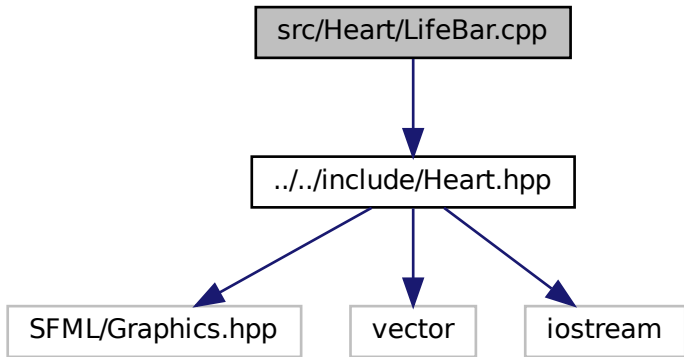 src/Heart/LifeBar.cpp
../../include/Heart.hpp
SFML/Graphics.hpp
vector
iostream